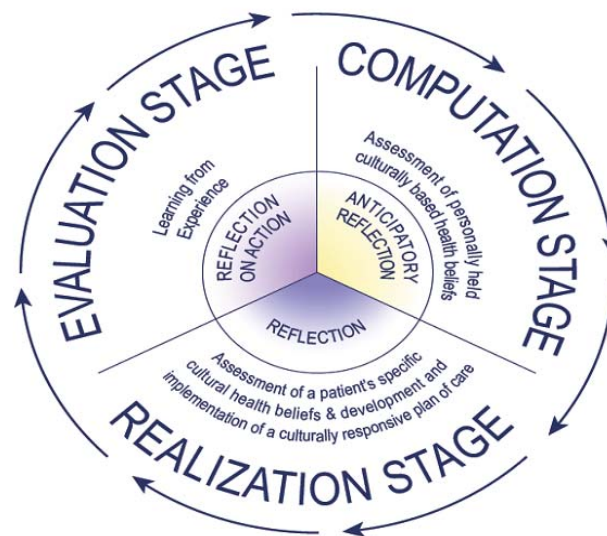 COMPUTATION STAGE
Assessment of personally held
culturally based health beliefs
ANTICIPATORY
REFLECTION
REALIZATION STAGE
Assessment of a patient's specific
cultural health beliefs & development and
implementation of a culturally responsive plan of care
REFLECTION
EVALUATION STAGE
Learning from
Experience
REFLECTION
ON ACTION